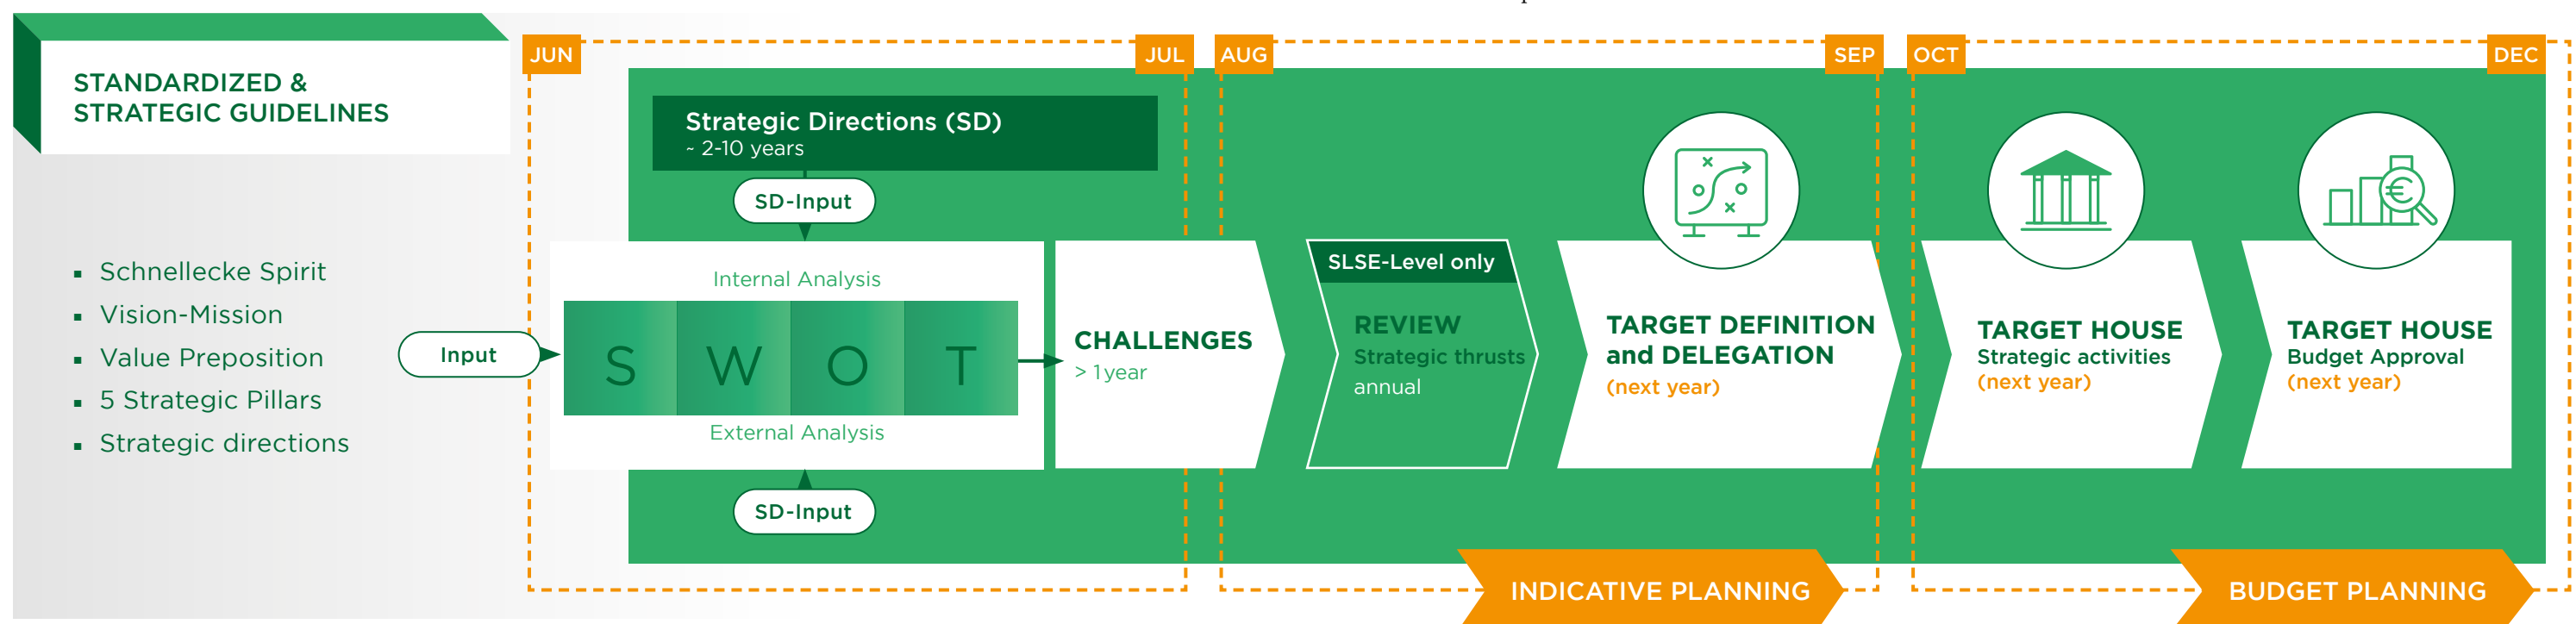 STANDARDIZED &
STRATEGIC GUIDELINES
▪ Schnellecke Spirit
▪ Vision-Mission
▪ Value Preposition
▪ 5 Strategic Pillars
▪ Strategic directions
Input
JUN
JUL
Strategic Directions (SD)
~ 2-10 years
SD-Input
Internal Analysis
S W O T
External Analysis
SD-Input
CHALLENGES
> 1 year
AUG
SEP
SLSE-Level only
REVIEW
Strategic thrusts
annual
TARGET DEFINITION
and DELEGATION
(next year)
INDICATIVE PLANNING
OCT
DEC
TARGET HOUSE
Strategic activities
(next year)
TARGET HOUSE
Budget Approval
(next year)
€
BUDGET PLANNING